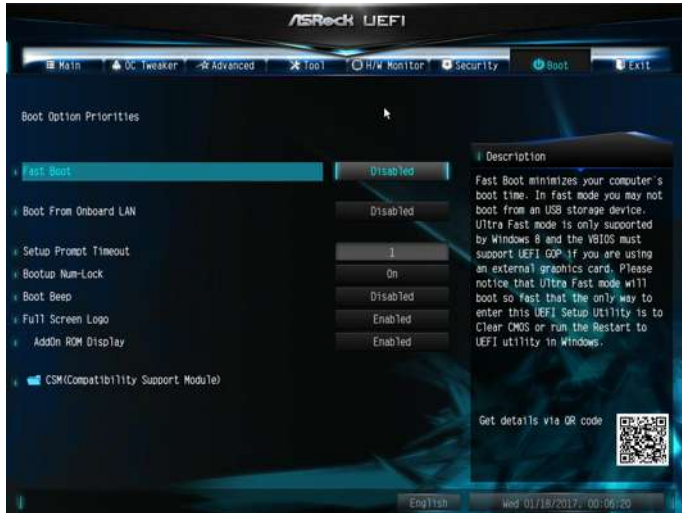 ASRock UEFI
Main OC Tweaker Advanced Tool H/W Monitor Security Boot Exit
Boot Option Priorities
Fast Boot Disabled
Boot From Onboard LAN Disabled
Setup Prompt Timeout 1
Bootup Num-Lock On
Boot Beep Disabled
Full Screen Logo Enabled
AddOn ROM Display Enabled
CSM(Compatibility Support Module)
Description
Fast Boot minimizes your computer's
boot time. In fast mode you may not
boot from an USB storage device.
Ultra Fast mode is only supported
by Windows 8 and the VBIOS must
support UEFI GOP if you are using
an external graphics card. Please
notice that Ultra Fast mode will
boot so fast that the only way to
enter this UEFI Setup Utility is to
Clear CMOS or run the Restart to
UEFI utility in Windows.
Get details via QR code
English Wed 01/18/2017, 00:06:20